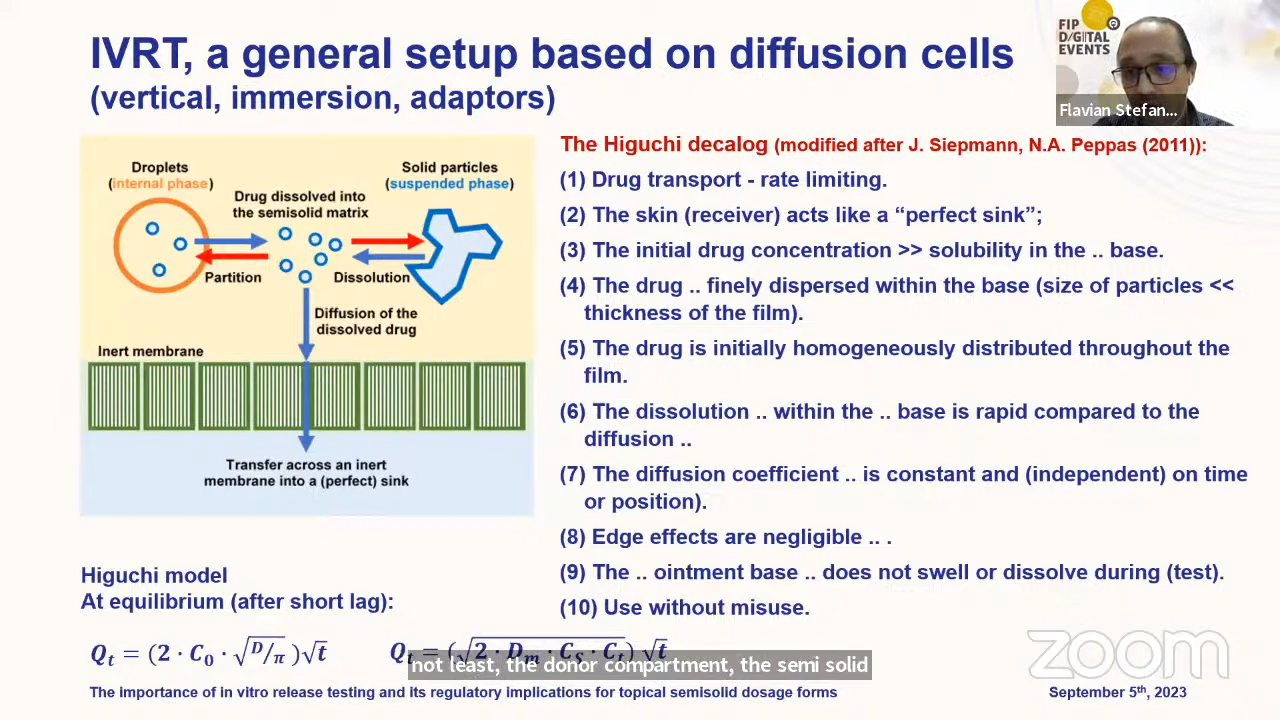 IVRT, a general setup based on diffusion cells
(vertical, immersion, adaptors)
FIP
DIGITAL
EVENTS
Flavian Stefan...
Droplets
(internal phase)
Drug dissolved into
the semisolid matrix
Solid particles
(suspended phase)
Partition
Dissolution
Diffusion of the
dissolved drug
Inert membrane
Transfer across an inert
membrane into a (perfect) sink
Higuchi model
At equilibrium (after short lag):
Q_t = (2 · C_0 · √(D/π))√t
Q_t = (√(2 · D_m · C_S · C_t)) √t
The Higuchi decalog (modified after J. Siepmann, N.A. Peppas (2011)):
(1) Drug transport - rate limiting.
(2) The skin (receiver) acts like a “perfect sink”;
(3) The initial drug concentration >> solubility in the .. base.
(4) The drug .. finely dispersed within the base (size of particles <<
thickness of the film).
(5) The drug is initially homogeneously distributed throughout the
film.
(6) The dissolution .. within the .. base is rapid compared to the
diffusion ..
(7) The diffusion coefficient .. is constant and (independent) on time
or position).
(8) Edge effects are negligible .. .
(9) The .. ointment base .. does not swell or dissolve during (test).
(10) Use without misuse.
not least, the donor compartment, the semi solid
zoom
The importance of in vitro release testing and its regulatory implications for topical semisolid dosage forms
September 5th, 2023